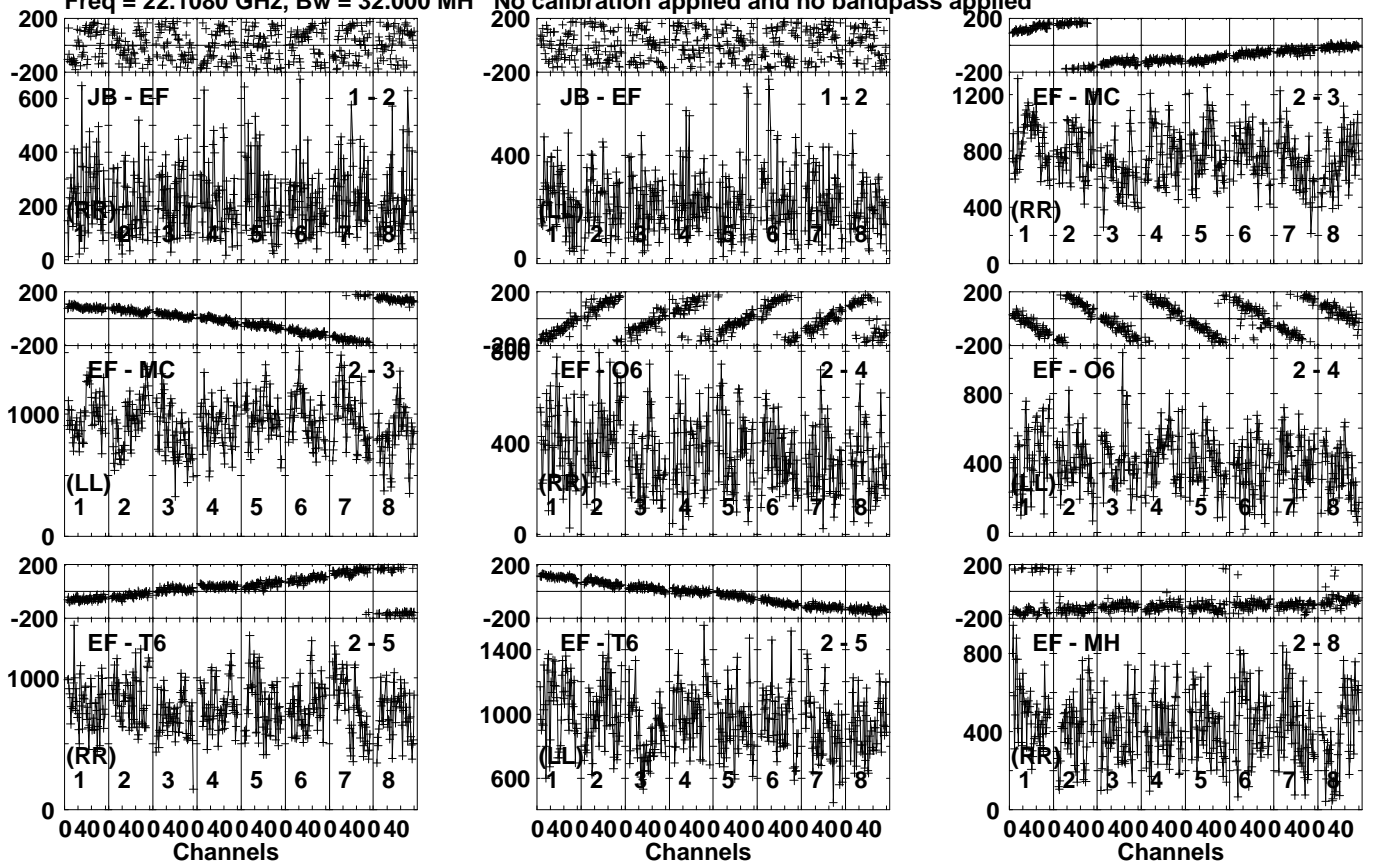 Freq = 22.1080 GHz, Bw = 32.000 MH No calibration applied and no bandpass applied
200 200 200
-200 -200 -200
JB - EF 1 - 2 JB - EF 1 - 2 EF - MC 2 - 3
600 1200
400 400 800
200 400
(RR) (LL) (RR)
1 2 3 4 5 6 7 8 1 2 3 4 5 6 7 8 1 2 3 4 5 6 7 8
0 0 0
200 200 200
-200 -200 -200
800
EF - MC 2 - 3 EF - O6 2 - 4 EF - O6 2 - 4
1000 400 800
400
(LL) (RR) (LL)
1 2 3 4 5 6 7 8 1 2 3 4 5 6 7 8 1 2 3 4 5 6 7 8
0 0 0
200 200 200
-200 -200 -200
EF - T6 2 - 5 EF - T6 2 - 5 EF - MH 2 - 8
1000 1400 800
1000 400
(RR) (LL) (RR)
1 2 3 4 5 6 7 8 1 2 3 4 5 6 7 8 1 2 3 4 5 6 7 8
600
0 0
0 40 0 40 0 40 0 40 0 40 0 40 0 40 0 40 0 40 0 40 0 40 0 40 0 40 0 40 0 40 0 40 0 40 0 40 0 40 0 40 0 40 0 40 0 40 0 40
Channels Channels Channels